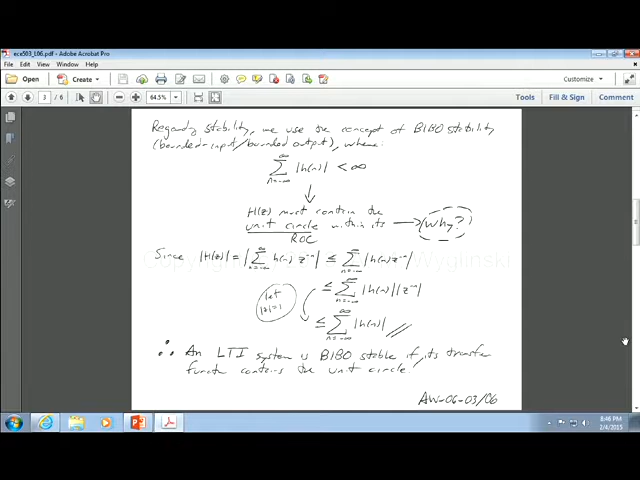 ece503_L06.pdf - Adobe Acrobat Pro
File Edit View Window Help
Open Create Customize
3 / 6 64.5% Tools Fill & Sign Comment
Regarding stability, we use the concept of BIBO stability
(bounded-input/bounded output), where:
∞ Σ n=-∞ |h(n)| < ∞
↓
H(z) must contain the
unit circle within its → Why?
ROC
Since |H(z)| = |∞ Σ n=-∞ h(n) z⁻ⁿ| ≤ ∞ Σ n=-∞ |h(n) z⁻ⁿ|
≤ ∞ Σ n=-∞ |h(n)| |z⁻ⁿ|
let |z|=1
≤ ∞ Σ n=-∞ |h(n)| //
∴ An LTI system is BIBO stable if its transfer
function contains the unit circle.
AW-06-03/06
8:46 PM
2/4/2015